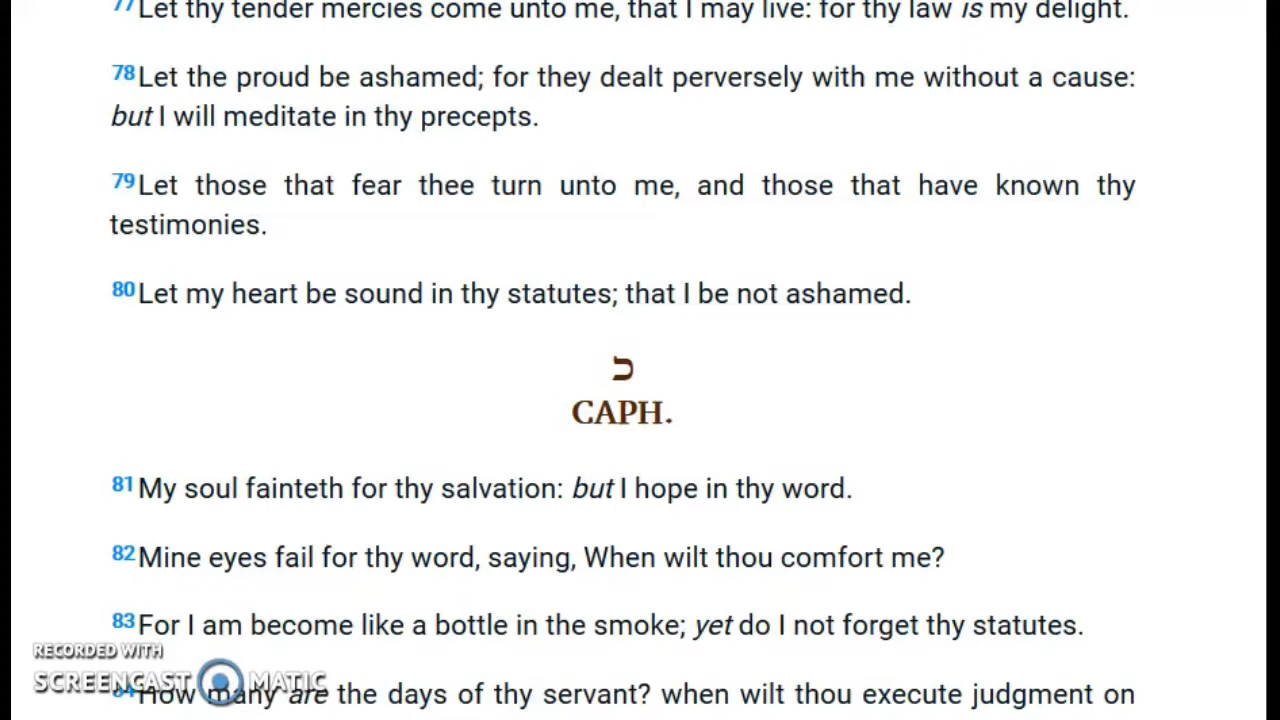 77Let thy tender mercies come unto me, that I may live: for thy law is my delight.
78Let the proud be ashamed; for they dealt perversely with me without a cause:
but I will meditate in thy precepts.
79Let those that fear thee turn unto me, and those that have known thy
testimonies.
80Let my heart be sound in thy statutes; that I be not ashamed.
כ
CAPH.
81My soul fainteth for thy salvation: but I hope in thy word.
82Mine eyes fail for thy word, saying, When wilt thou comfort me?
83For I am become like a bottle in the smoke; yet do I not forget thy statutes.
RECORDED WITH
SCREENCAST MATIC
84How many are the days of thy servant? when wilt thou execute judgment on